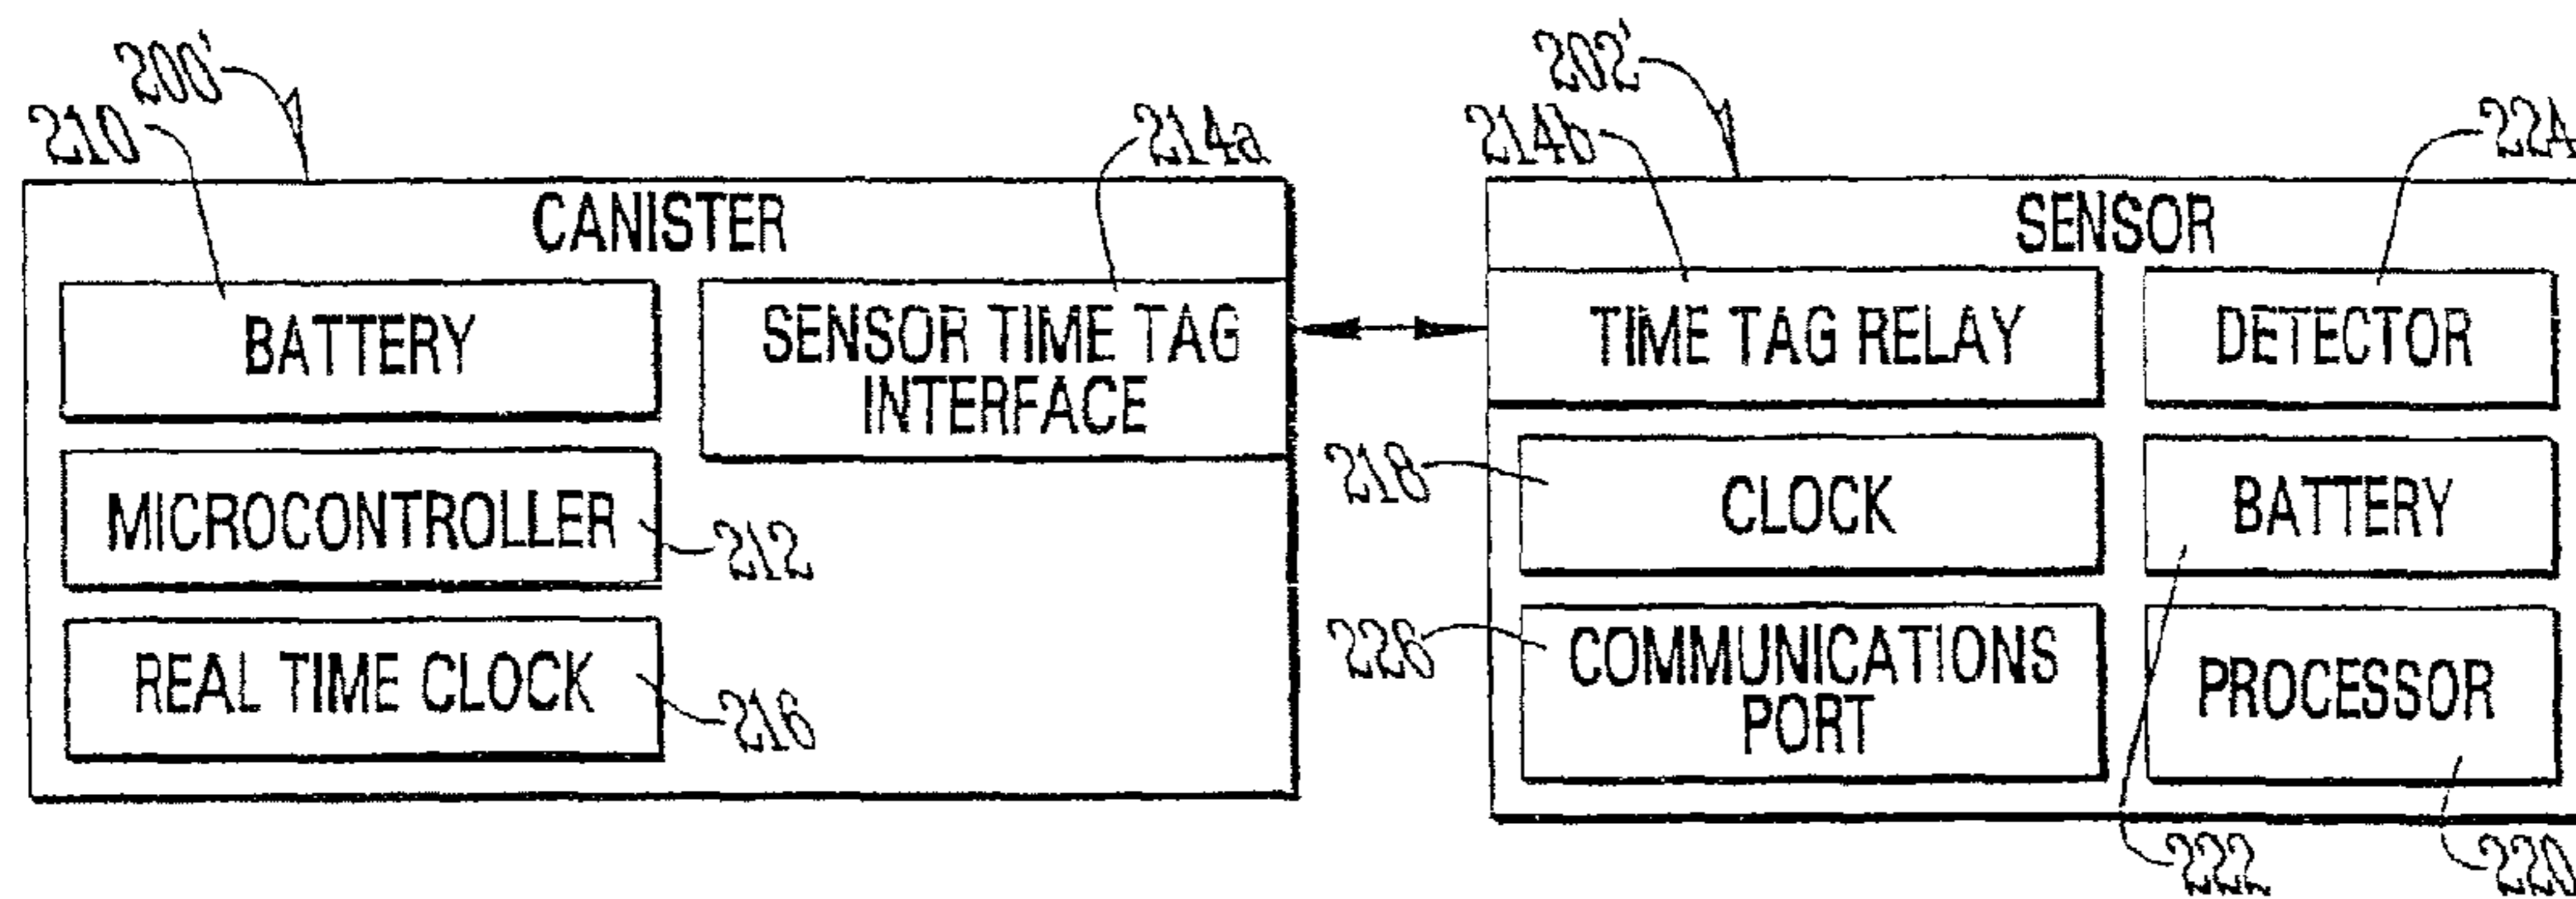 200'
210
214a
CANISTER
BATTERY
SENSOR TIME TAG
INTERFACE
MICROCONTROLLER
212
REAL TIME CLOCK
216
202'
214b
224
SENSOR
TIME TAG RELAY
DETECTOR
218
CLOCK
BATTERY
226
COMMUNICATIONS
PORT
PROCESSOR
222
220